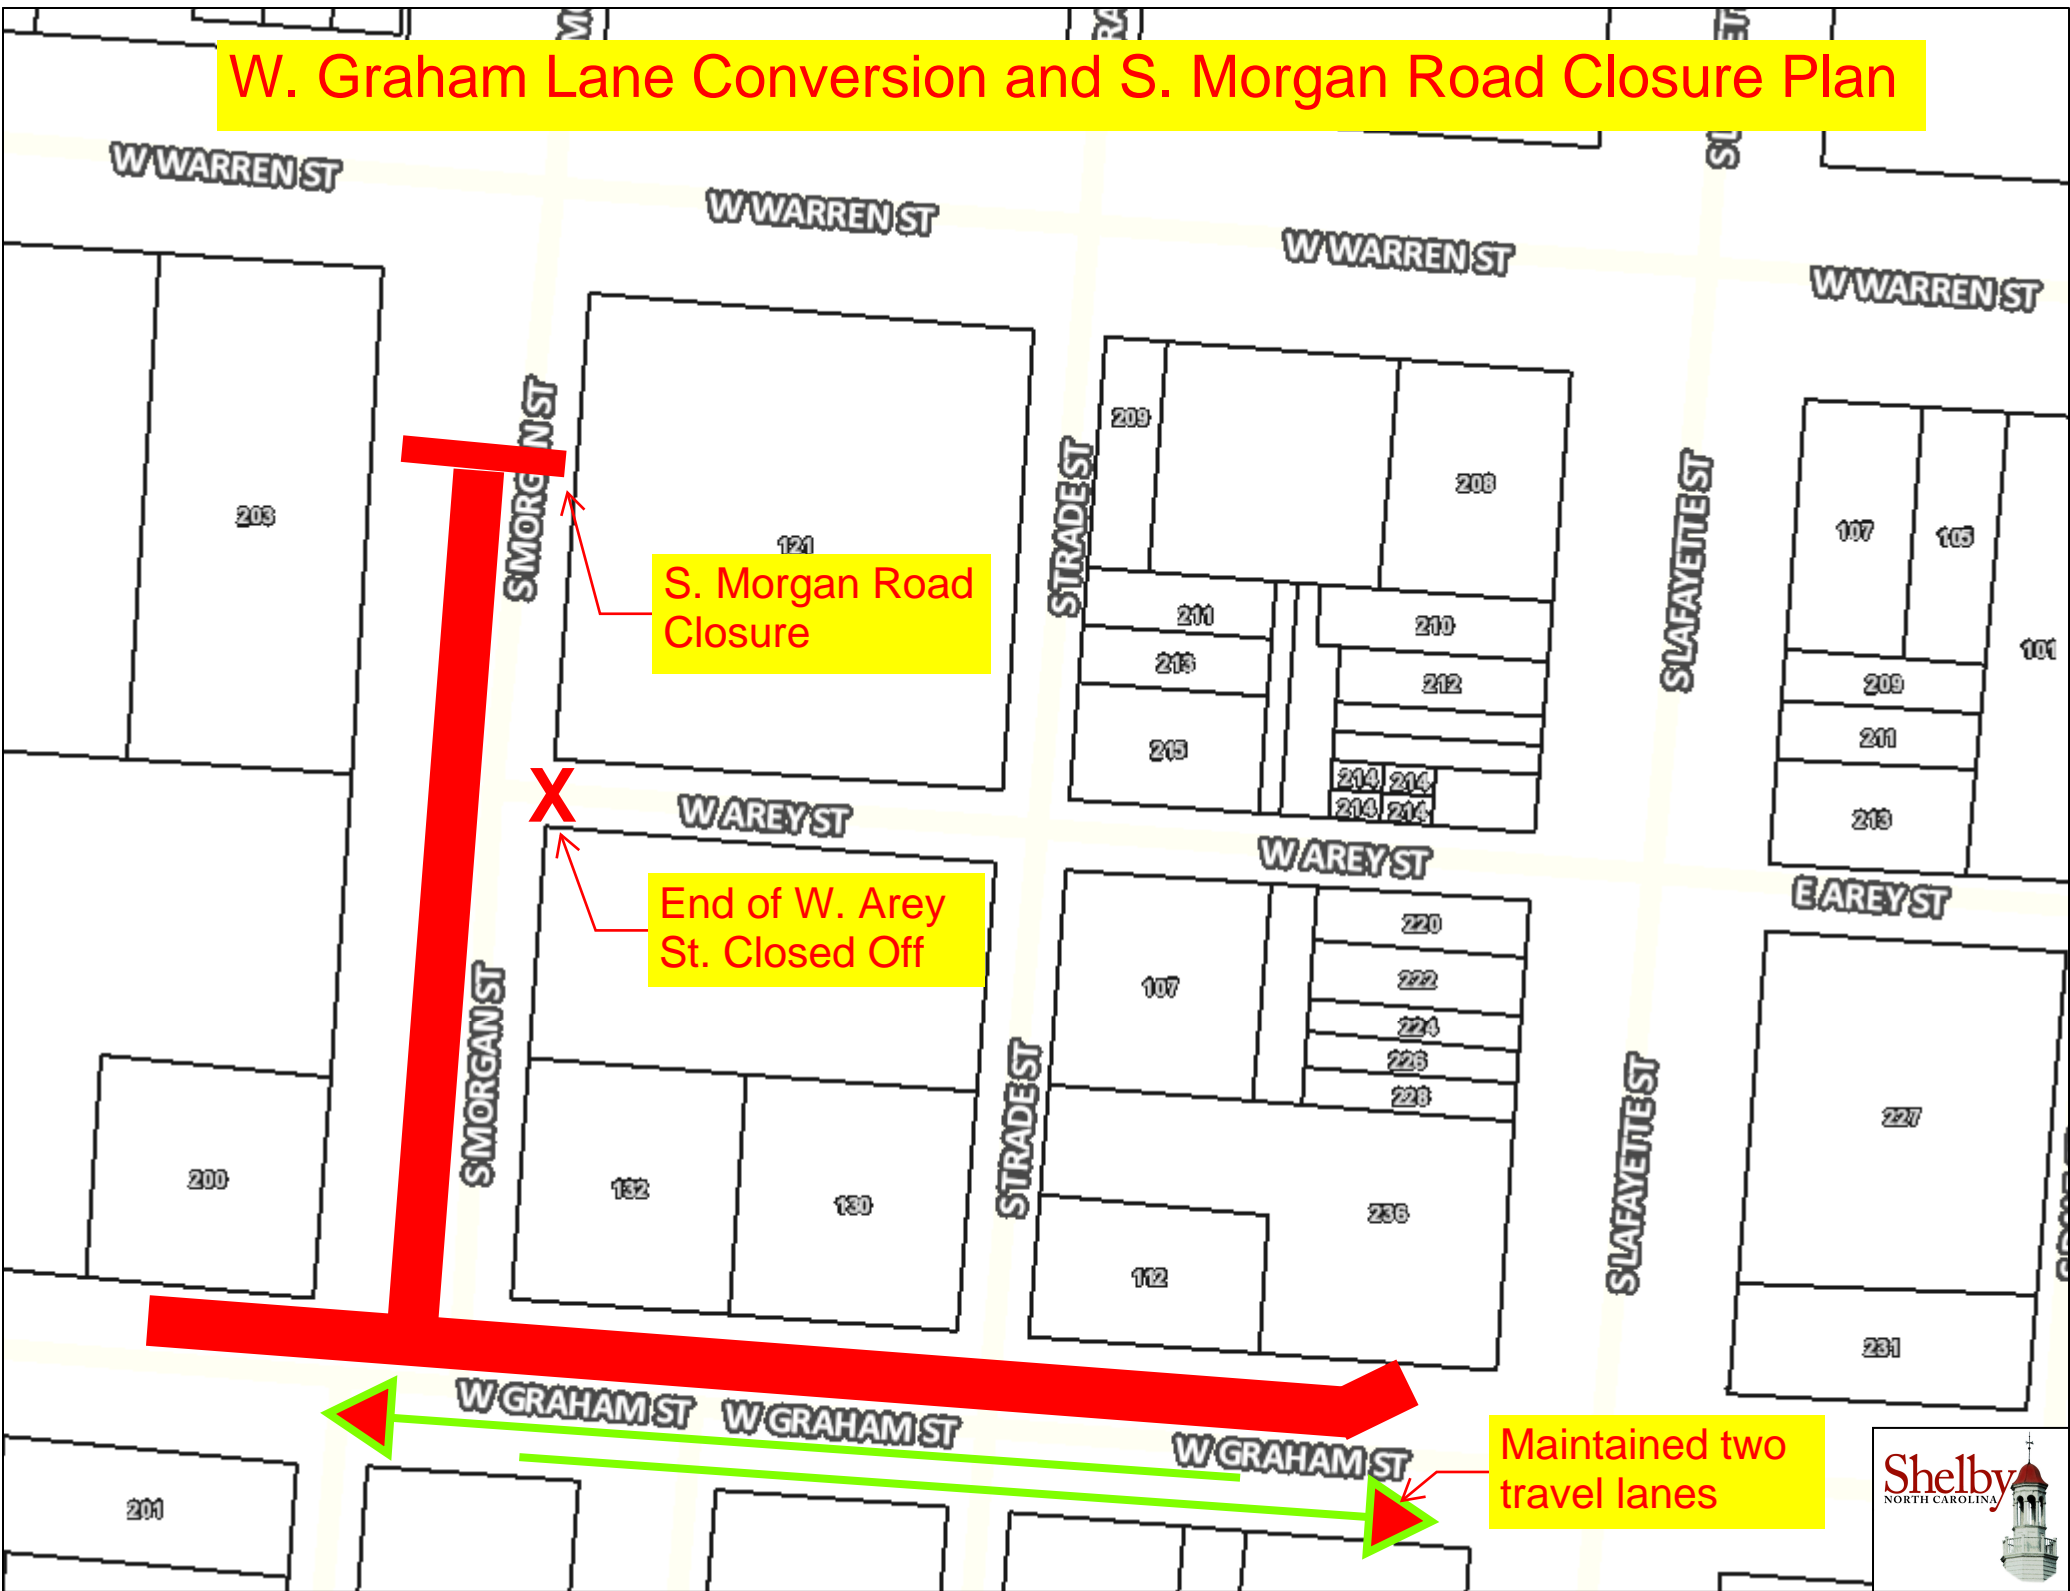 W. Graham Lane Conversion and S. Morgan Road Closure Plan
W WARREN ST
W WARREN ST
W WARREN ST
W WARREN ST
203
S MORGAN ST
121
S. Morgan Road
Closure
S TRADE ST
209
208
211
213
215
210
212
214 214
214 214
S LAFAYETTE ST
107
105
101
209
211
213
X
W AREY ST
W AREY ST
E AREY ST
End of W. Arey
St. Closed Off
S MORGAN ST
200
132
130
S TRADE ST
107
220
222
224
226
228
236
112
S LAFAYETTE ST
227
231
W GRAHAM ST
W GRAHAM ST
W GRAHAM ST
Maintained two
travel lanes
201
Shelby
NORTH CAROLINA